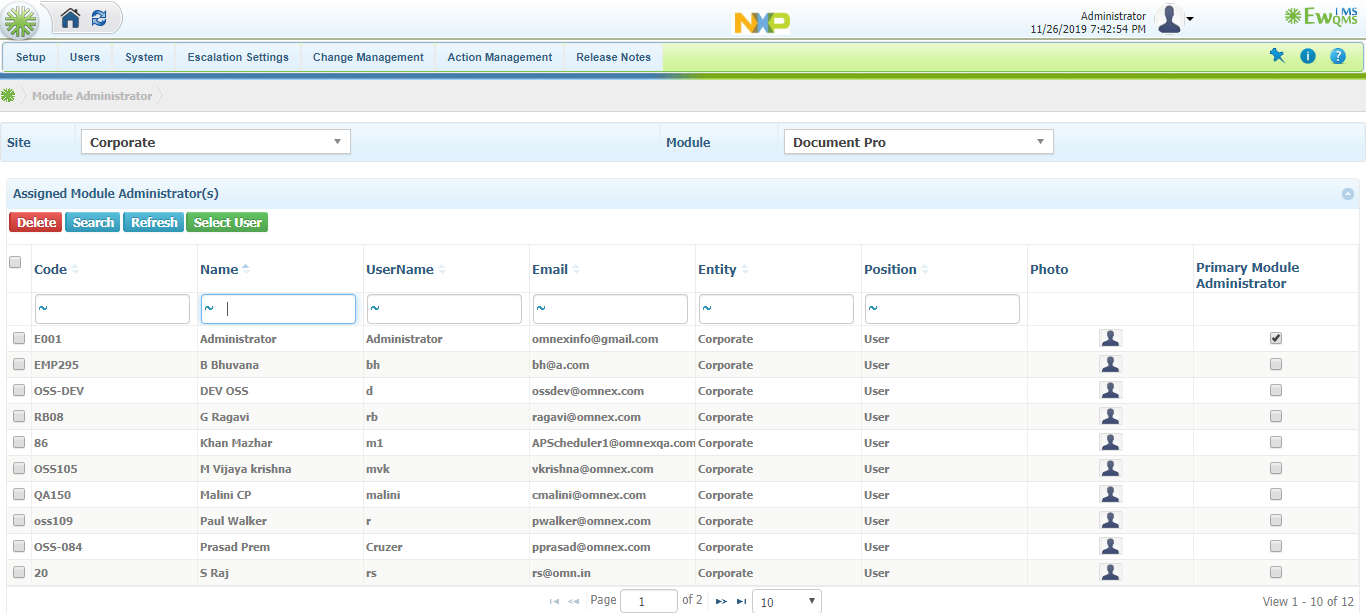 NXP
Administrator
11/26/2019 7:42:54 PM
EwIMS
QMS
Setup Users System Escalation Settings Change Management Action Management Release Notes
Module Administrator
Site Corporate Module Document Pro
Assigned Module Administrator(s)
Delete Search Refresh Select User
Code Name UserName Email Entity Position Photo Primary Module
Administrator
~ ~ ~ ~ ~ ~
E001 Administrator Administrator omnexinfo@gmail.com Corporate User
EMP295 B Bhuvana bh bh@a.com Corporate User
OSS-DEV DEV OSS d ossdev@omnex.com Corporate User
RB08 G Ragavi rb ragavi@omnex.com Corporate User
86 Khan Mazhar m1 APScheduler1@omnexqa.com Corporate User
OSS105 M Vijaya krishna mvk vkrishna@omnex.com Corporate User
QA150 Malini CP malini cmalini@omnex.com Corporate User
oss109 Paul Walker r pwalker@omnex.com Corporate User
OSS-084 Prasad Prem Cruzer pprasad@omnex.com Corporate User
20 S Raj rs rs@omn.in Corporate User
Page 1 of 2 10 View 1 - 10 of 12